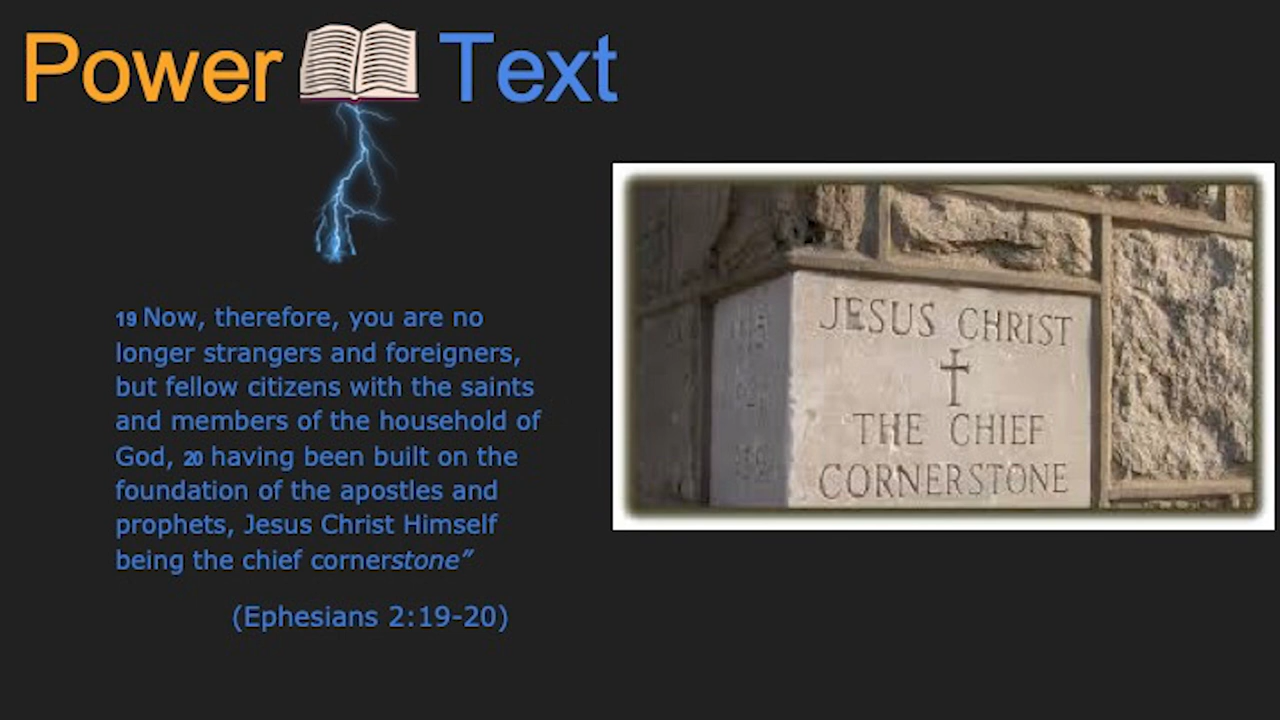 Power Text
19 Now, therefore, you are no
longer strangers and foreigners,
but fellow citizens with the saints
and members of the household of
God, 20 having been built on the
foundation of the apostles and
prophets, Jesus Christ Himself
being the chief cornerstone”
(Ephesians 2:19-20)
JESUS CHRIST
THE CHIEF
CORNERSTONE